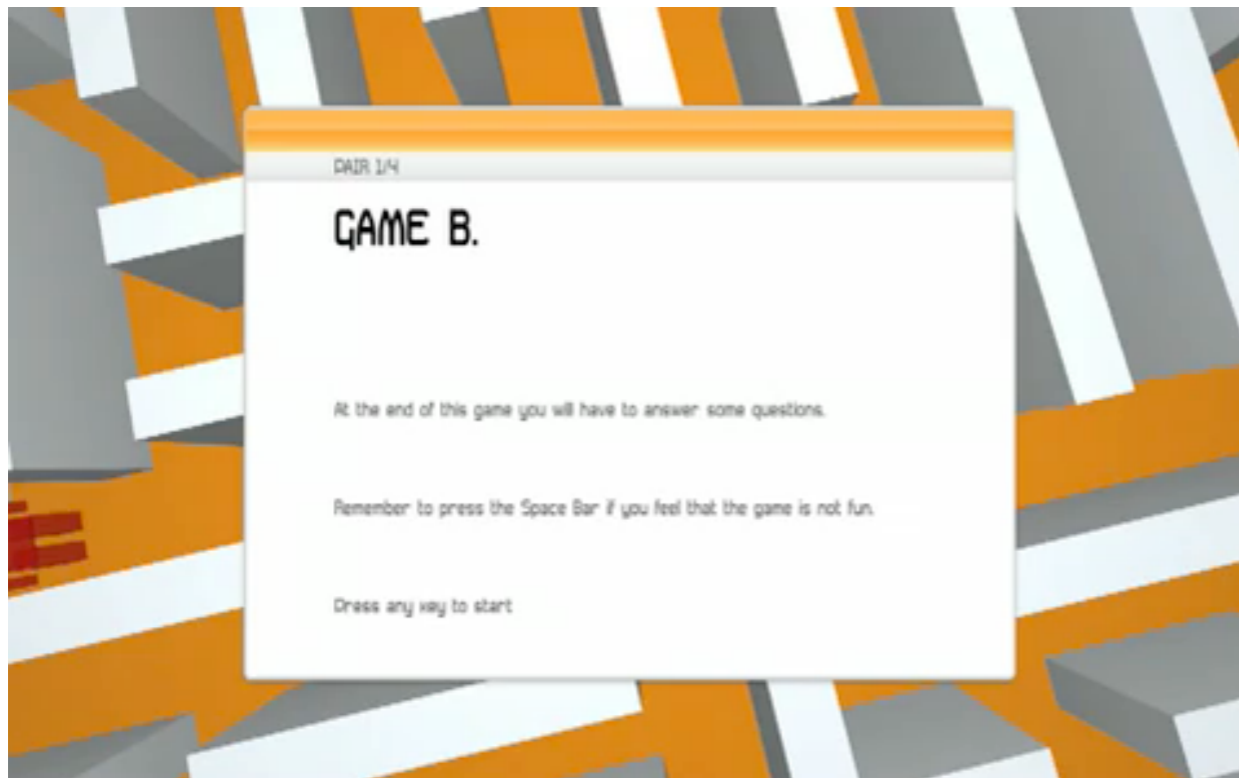 PAIR 1/4
GAME B.
At the end of this game you will have to answer some questions.
Remember to press the Space Bar if you feel that the game is not fun.
Press any key to start